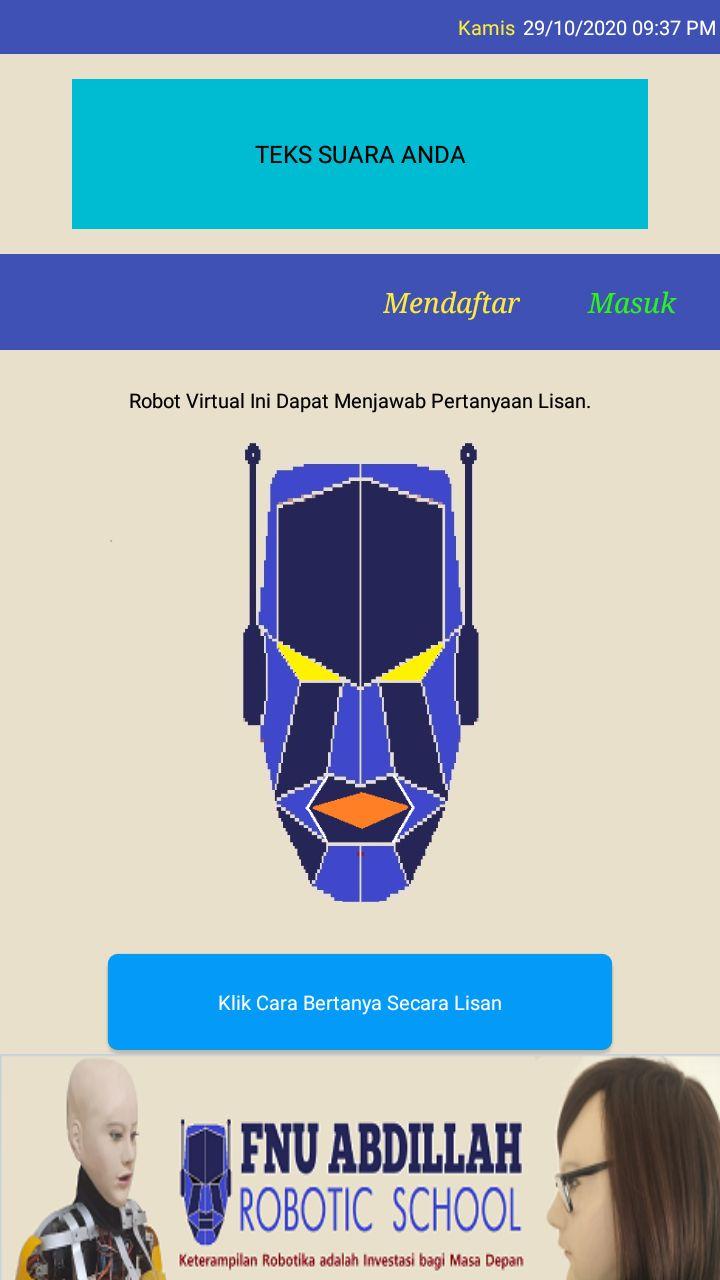 Kamis 29/10/2020 09:37 PM
TEKS SUARA ANDA
Mendaftar Masuk
Robot Virtual Ini Dapat Menjawab Pertanyaan Lisan.
Klik Cara Bertanya Secara Lisan
FNU ABDILLAH
ROBOTIC SCHOOL
Keterampilan Robotika adalah Investasi bagi Masa Depan